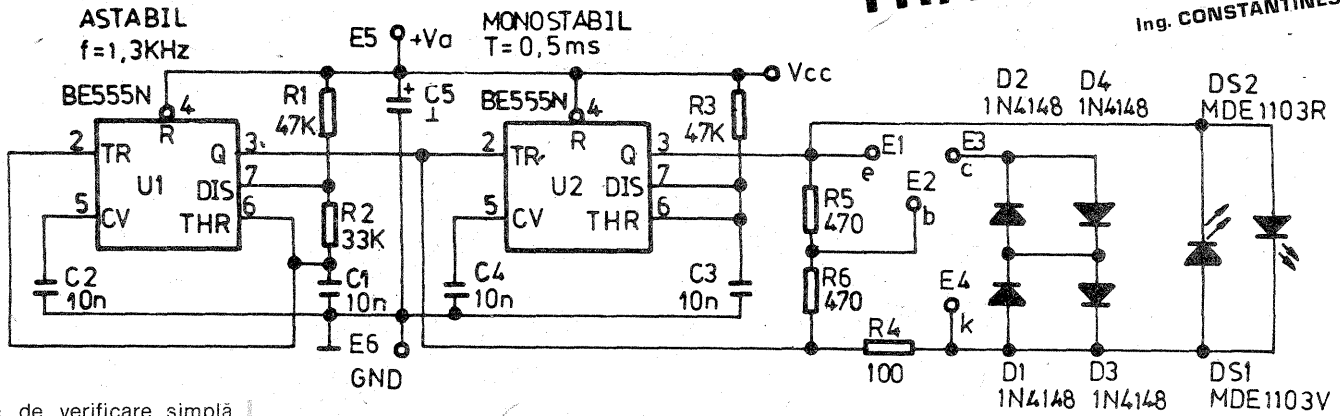 Ing. CONSTANTINES
ASTABIL
f=1,3KHz
MONOSTABIL
T=0,5ms
E5 +Va
Vcc
BE555N
4
R
2 TR
Q 3
U1
DIS 7
5 CV
THR 6
R1
47K
R2
33K
C2
10n
C1
10n
C5
E6
GND
BE555N
4
R
2 TR
Q 3
U2
DIS 7
5 CV
THR 6
R3
47K
C4
10n
C3
10n
E1
e
E2
b
E3
c
E4
k
R5
470
R6
470
R4
100
D2
1N4148
D4
1N4148
DS2
MDE1103R
D1
1N4148
D3
1N4148
DS1
MDE1103V
de verificare simplă